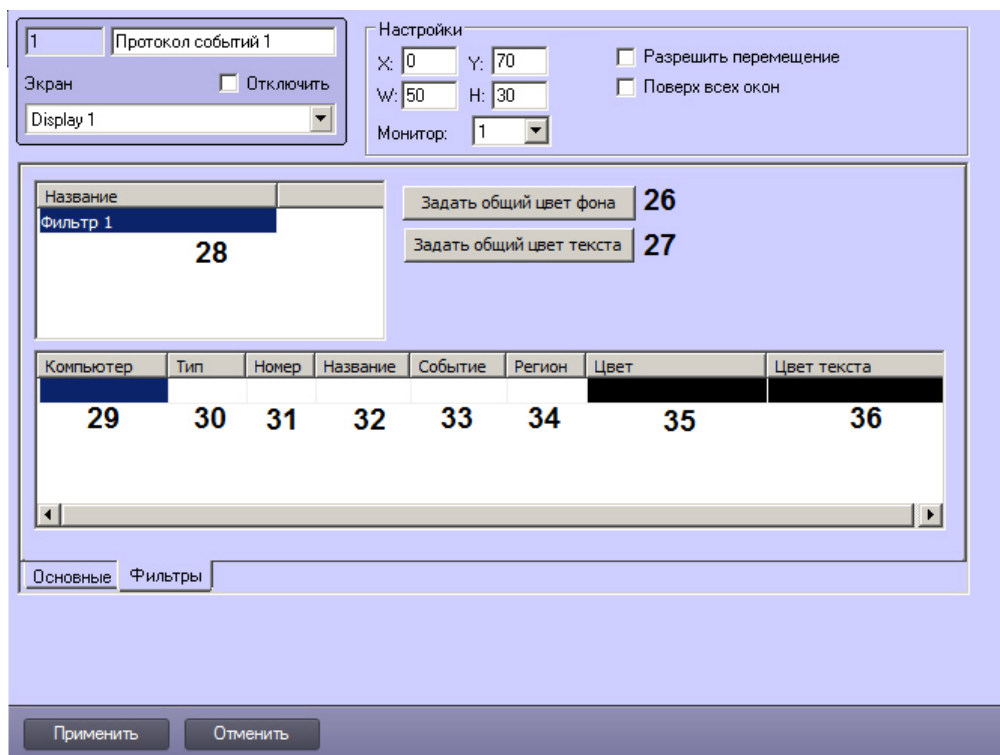 1 Протокол событий 1
Экран Отключить
Display 1
Настройки
X: 0 Y: 70
W: 50 H: 30
Монитор: 1
Разрешить перемещение
Поверх всех окон
Название
Фильтр 1
28
Задать общий цвет фона 26
Задать общий цвет текста 27
Компьютер Тип Номер Название Событие Регион Цвет Цвет текста
29 30 31 32 33 34 35 36
Основные Фильтры
Применить Отменить